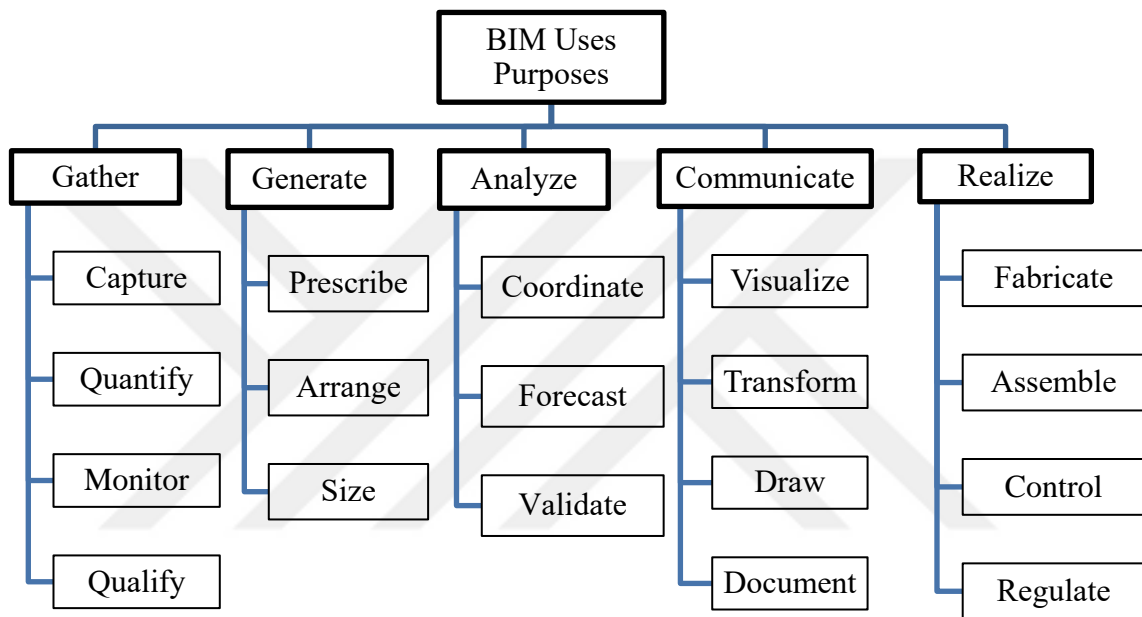 BIM Uses
Purposes
Gather
Generate
Analyze
Communicate
Realize
Capture
Quantify
Monitor
Qualify
Prescribe
Arrange
Size
Coordinate
Forecast
Validate
Visualize
Transform
Draw
Document
Fabricate
Assemble
Control
Regulate